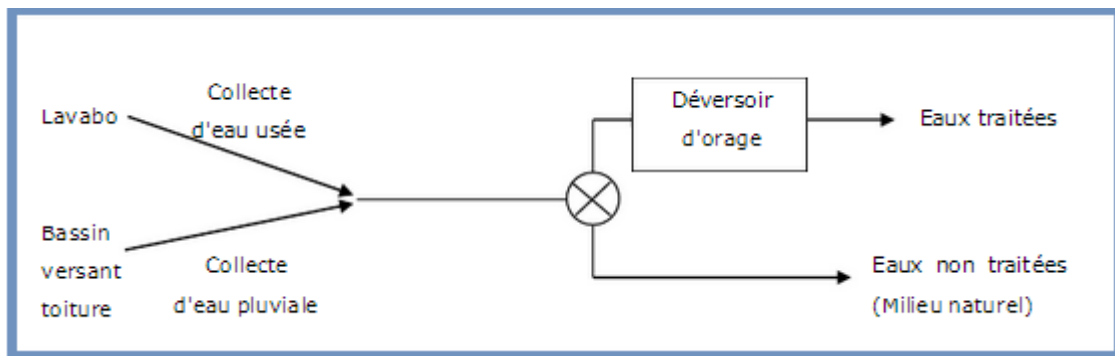 Lavabo
Collecte
d'eau usée
Bassin
versant
toiture
Collecte
d'eau pluviale
Déversoir
d'orage
Eaux traitées
Eaux non traitées
(Milieu naturel)